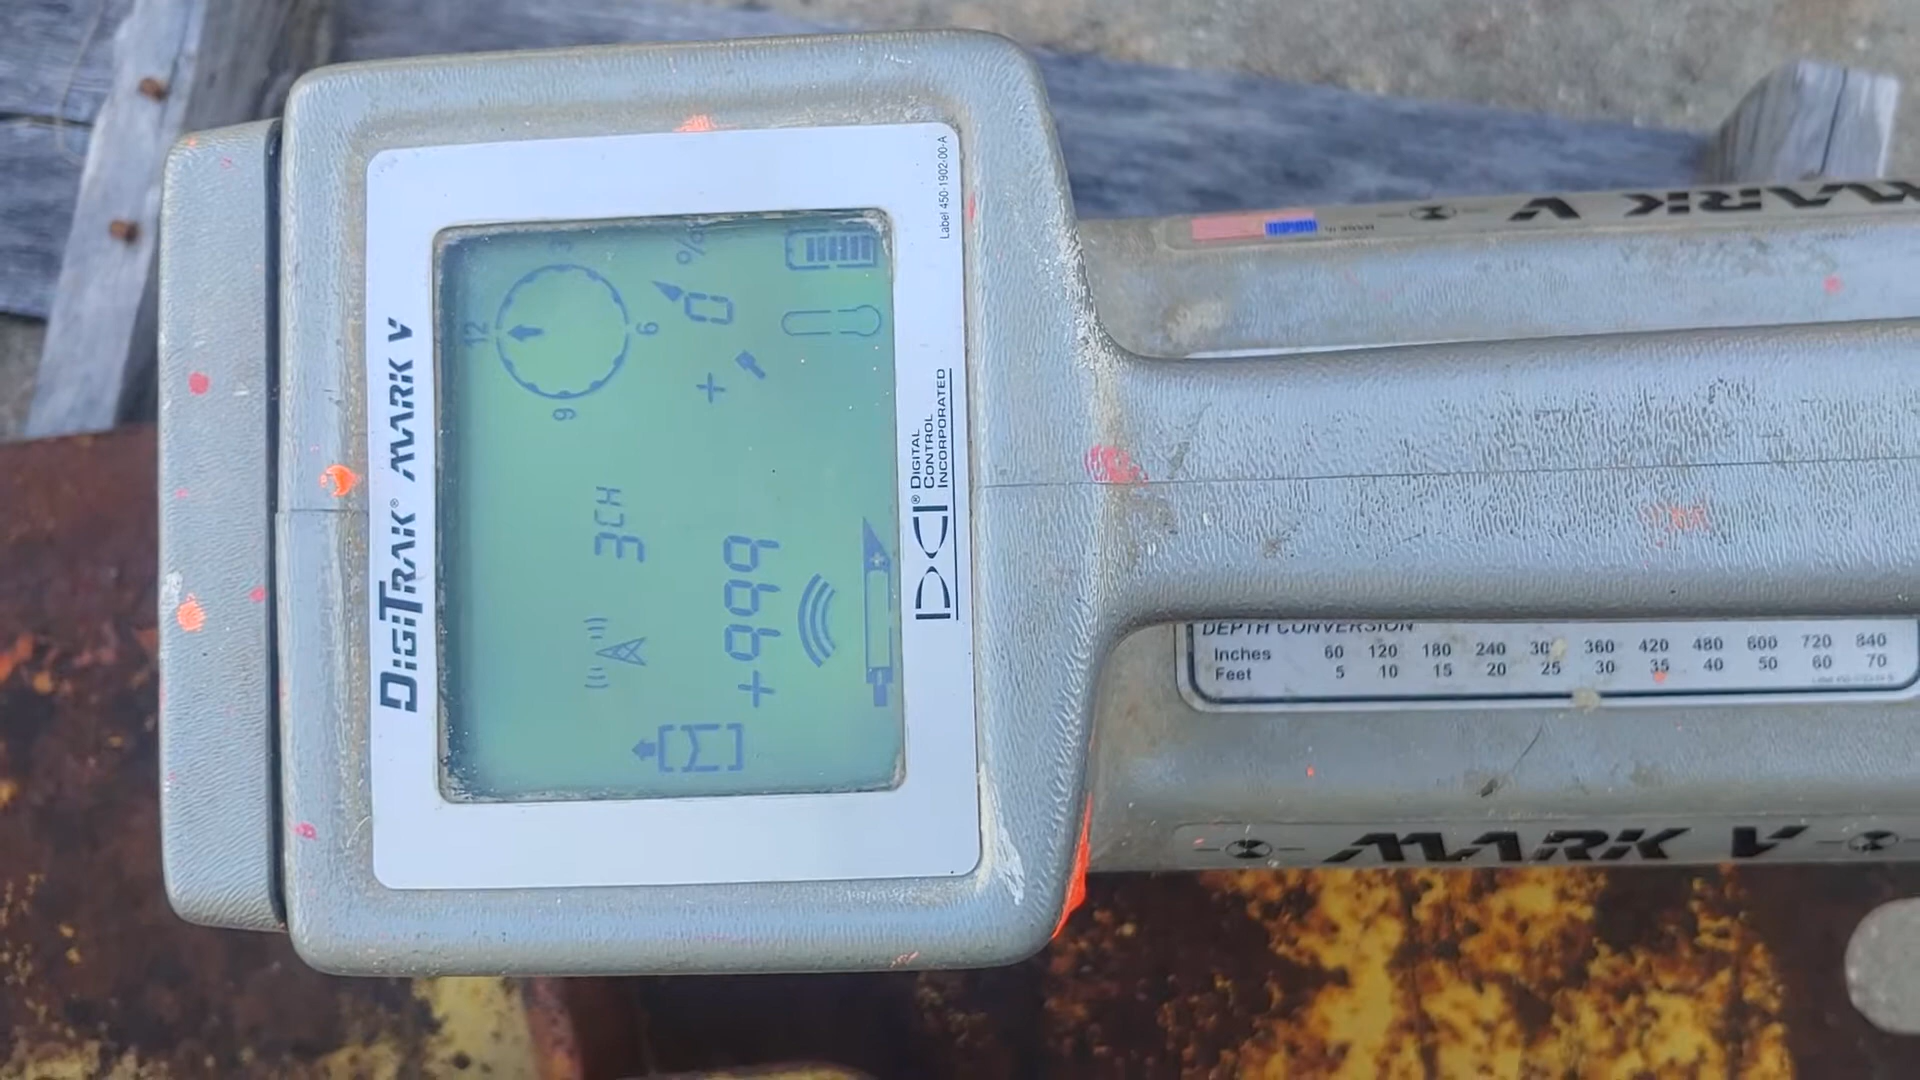 DIGITRAK® MARK V
12
9 3
6
3CH
+ 0 %
+999
[M]
DCI® DIGITAL
CONTROL
INCORPORATED
Label 450-1902-00-A
MARK V
DEPTH CONVERSION
Inches 60 120 180 240 300 360 420 480 600 720 840
Feet 5 10 15 20 25 30 35 40 50 60 70
MARK V